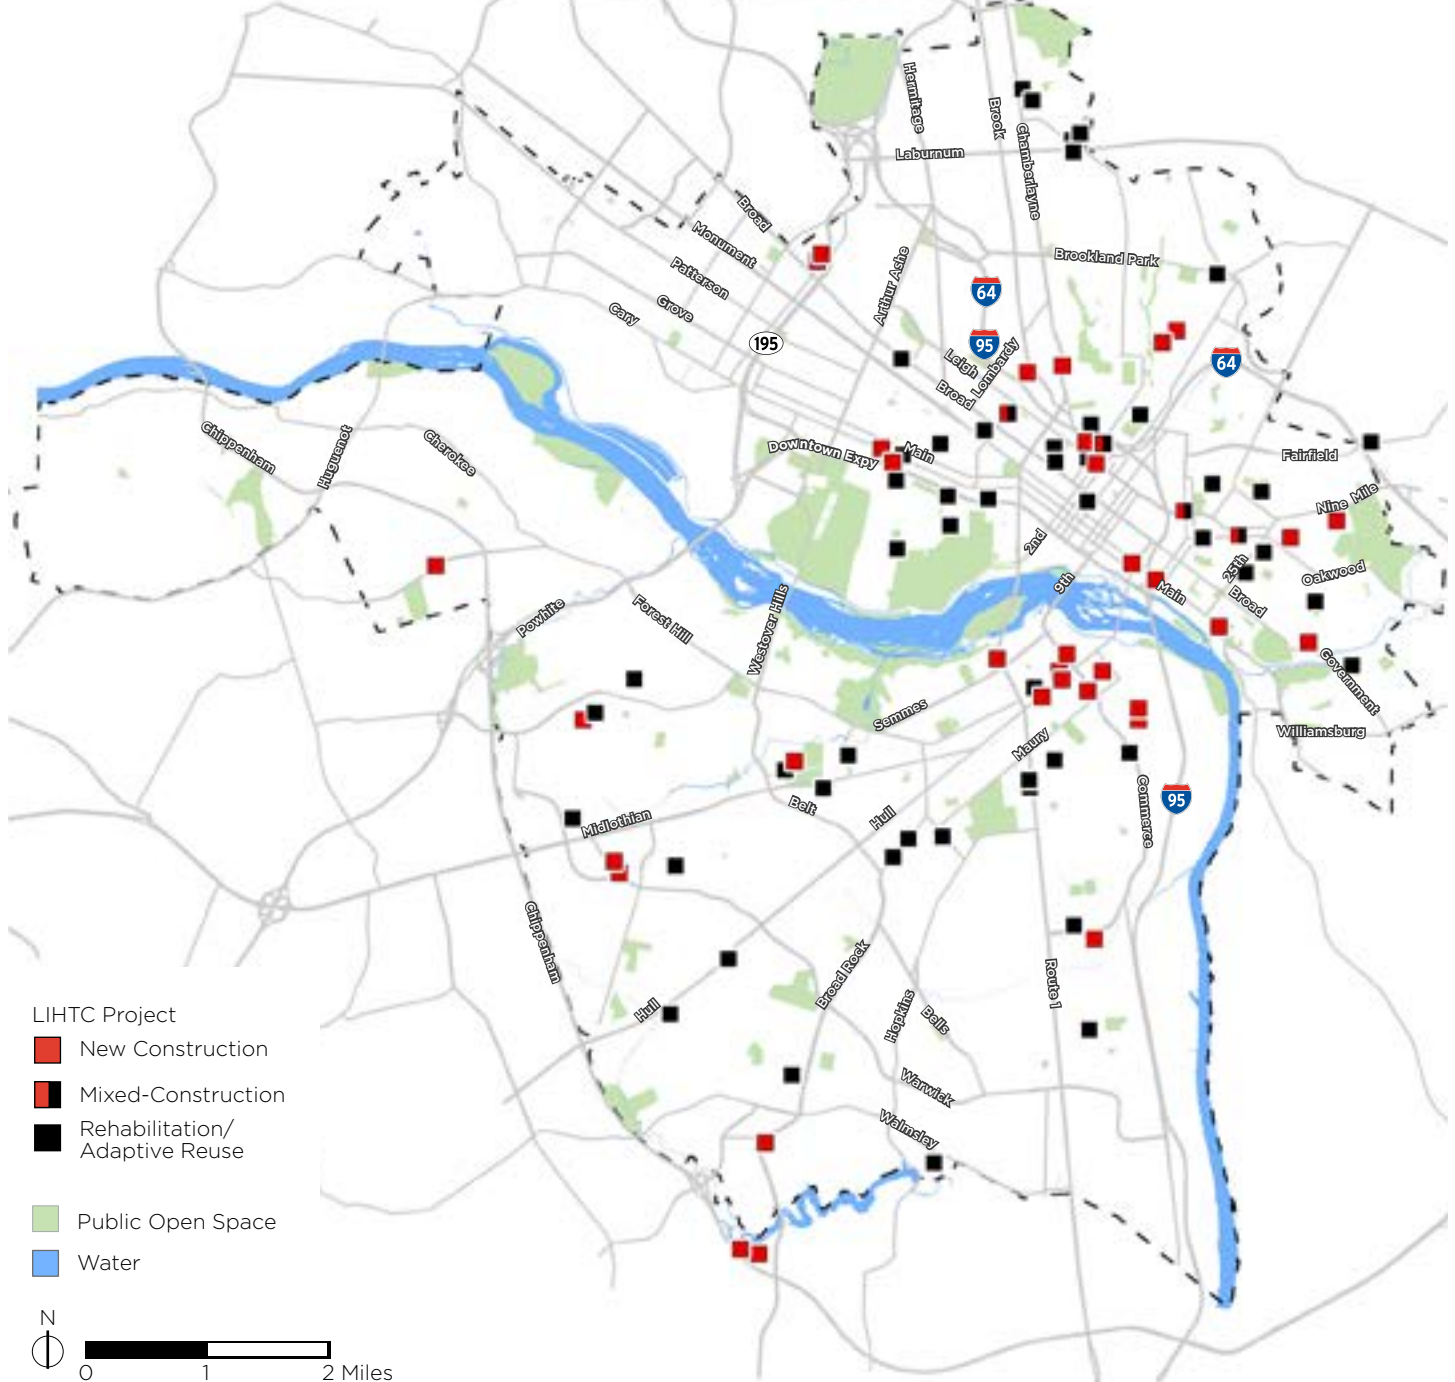 Hermitage
Brook
Chamberlayne
Laburnum
Broad
Monument
Patterson
Grove
Cary
Arthur Ashe
Brookland Park
64
195
95
Leigh
Lombardy
Broad
64
Chippenham
Huguenot
Cherokee
Downtown Expy
Main
Fairfield
Nine Mile
2nd
9th
Main
25th
Broad
Oakwood
Powhite
Forest Hill
Westover Hills
Government
Semmes
Maury
Williamsburg
Belt
Hull
Midlothian
Commerce
95
Chippenham
Broad Rock
Hull
Hopkins
Bells
Route 1
Warwick
Walmsley
LIHTC Project
New Construction
Mixed-Construction
Rehabilitation/
Adaptive Reuse
Public Open Space
Water
N
0 1 2 Miles